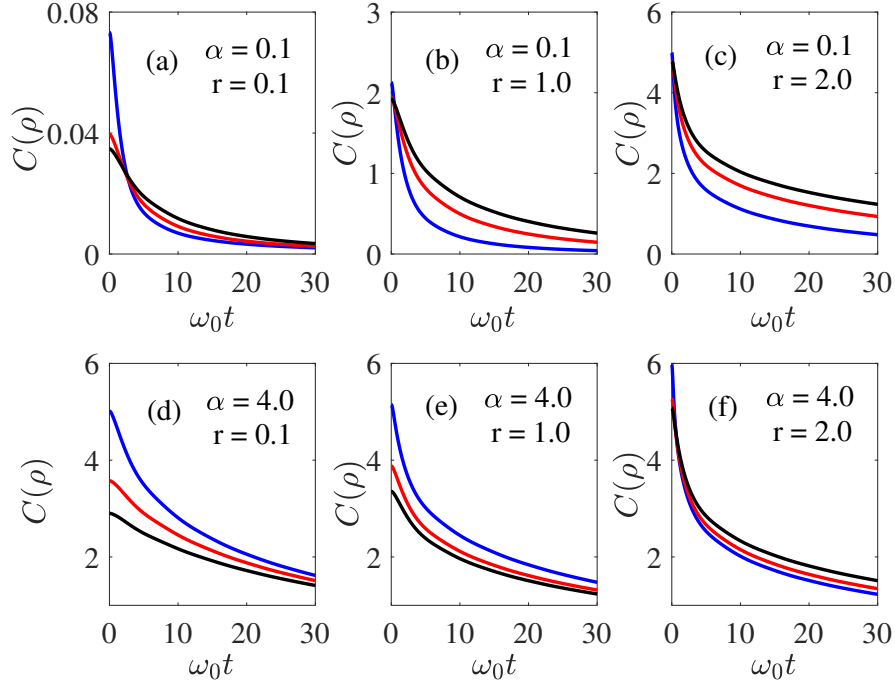 0.08
0.04
0
C(ρ)
(a)
α = 0.1
r = 0.1
0 10 20 30
ω₀t
3
2
1
0
C(ρ)
(b)
α = 0.1
r = 1.0
0 10 20 30
ω₀t
6
4
2
0
C(ρ)
(c)
α = 0.1
r = 2.0
0 10 20 30
ω₀t
6
4
2
C(ρ)
(d)
α = 4.0
r = 0.1
0 10 20 30
ω₀t
6
4
2
C(ρ)
(e)
α = 4.0
r = 1.0
0 10 20 30
ω₀t
6
4
2
C(ρ)
(f)
α = 4.0
r = 2.0
0 10 20 30
ω₀t